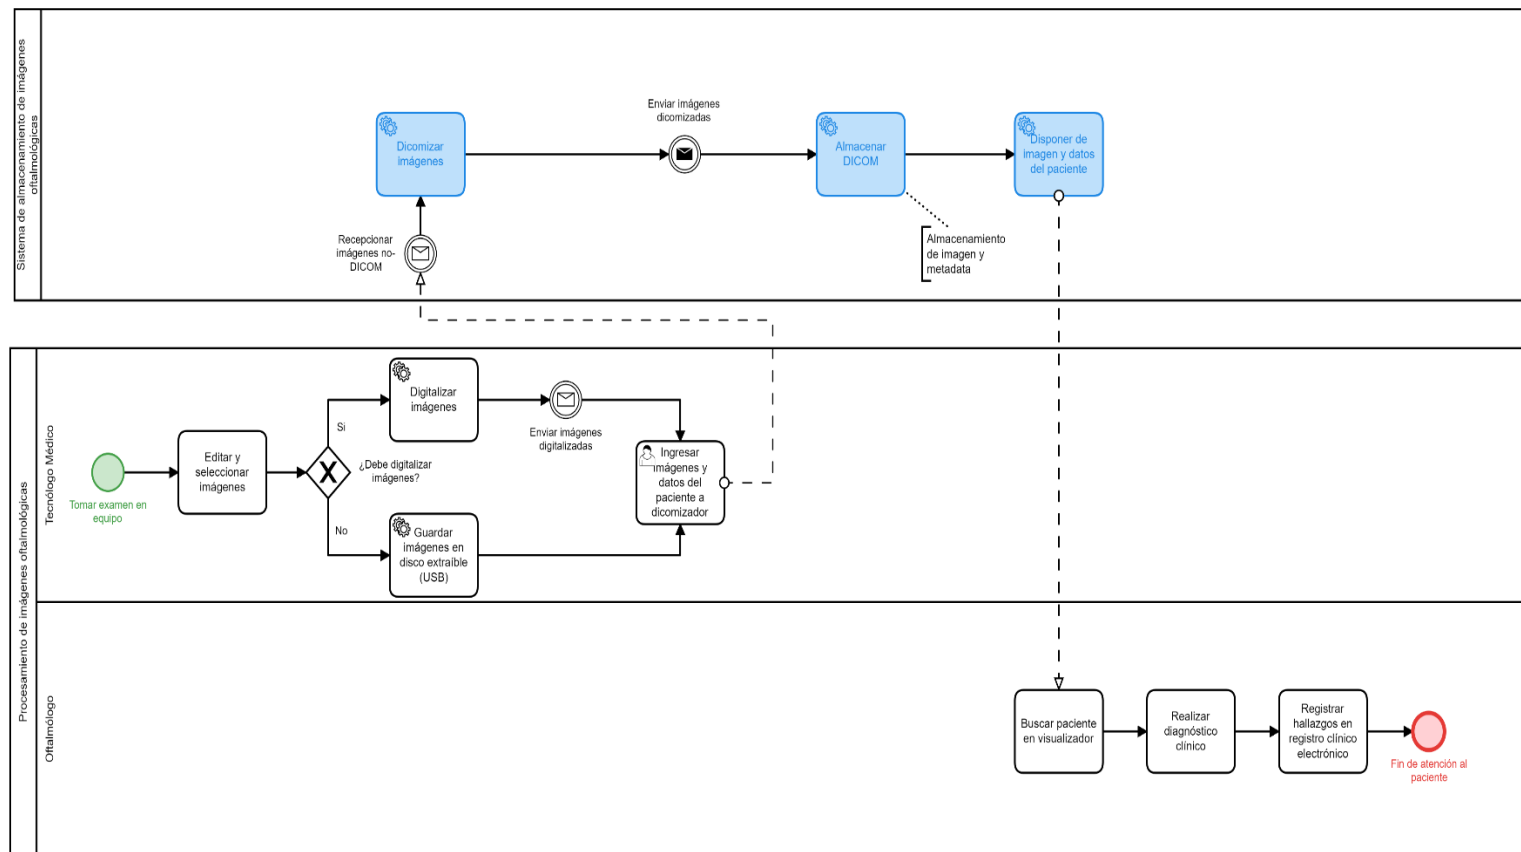 Sistema de almacenamiento de imágenes
oftalmológicas
Enviar imágenes
dicomizadas
Dicomizar
imágenes
Almacenar
DICOM
Disponer de
imagen y datos
del paciente
Recepcionar
imágenes no-
DICOM
Almacenamiento
de imagen y
metadata
Procesamiento de imágenes oftalmológicas
Tecnólogo Médico
Tomar examen en
equipo
Editar y
seleccionar
imágenes
¿Debe digitalizar
imágenes?
Si
No
Digitalizar
imágenes
Enviar imágenes
digitalizadas
Guardar
imágenes en
disco extraíble
(USB)
Ingresar
imágenes y
datos del
paciente a
dicomizador
Oftalmólogo
Buscar paciente
en visualizador
Realizar
diagnóstico
clínico
Registrar
hallazgos en
registro clínico
electrónico
Fin de atención al
paciente